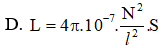 D. L = 4π.10⁻⁷.N²/l².S